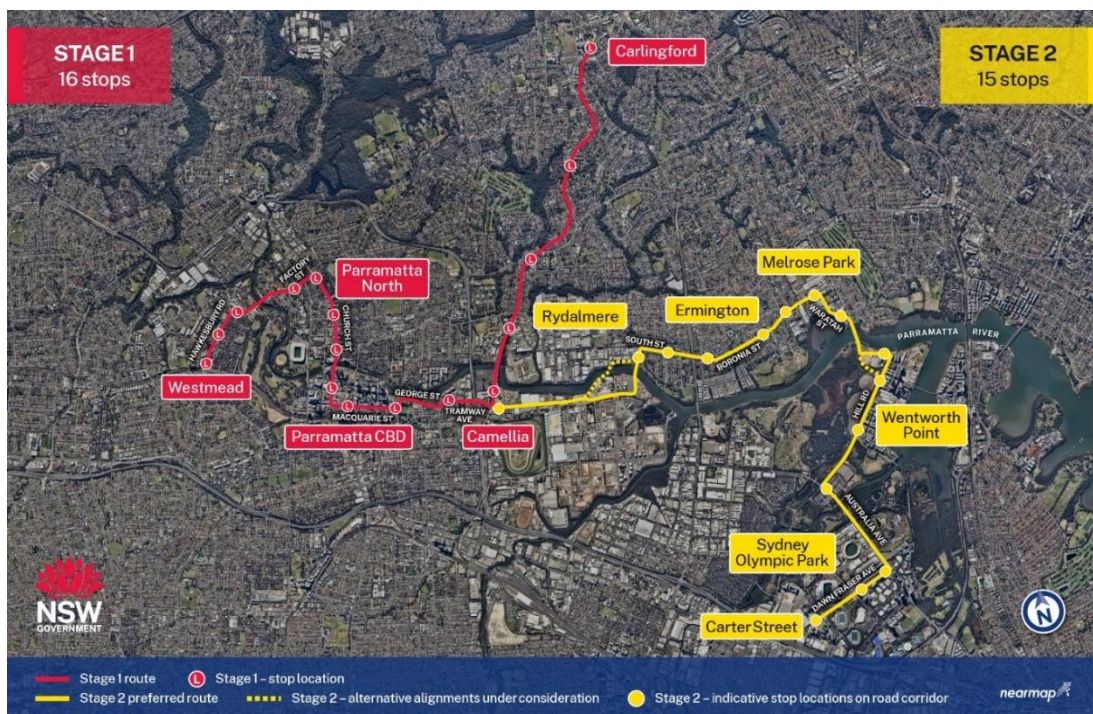 STAGE 1
16 stops
STAGE 2
15 stops
Carlingford
Melrose Park
FACTORY ST
Parramatta
North
Rydalmere
Ermington
WARATAH ST
HAWKESBURY RD
CHURCH ST
SOUTH ST
BORONIA ST
PARRAMATTA RIVER
Westmead
GEORGE ST
MACQUARIE ST
TRAMWAY
AVE
Parramatta CBD
Camellia
HILL RD
Wentworth
Point
AUSTRALIA AVE
Sydney
Olympic Park
DAWN FRASER AVE
Carter Street
NSW
GOVERNMENT
N
Stage 1 route
L
Stage 1 – stop location
Stage 2 preferred route
Stage 2 – alternative alignments under consideration
Stage 2 – indicative stop locations on road corridor
nearmap